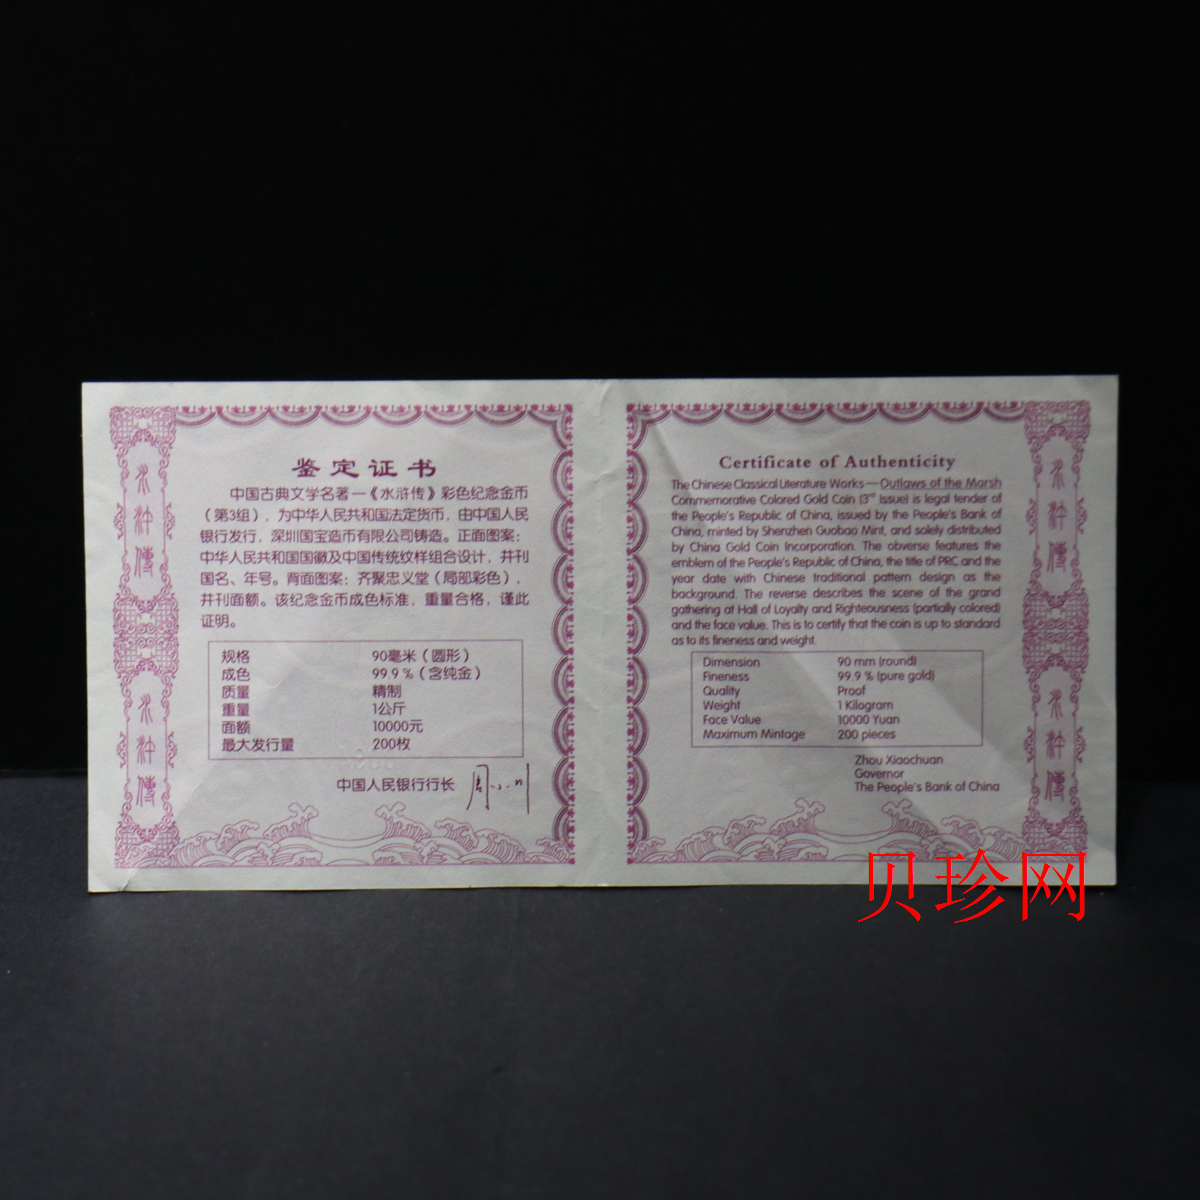 水滸傳
水滸傳
鉴定证书
中国古典文学名著—《水浒传》彩色纪念金币
（第3组），为中华人民共和国法定货币，由中国人民
银行发行，深圳国宝造币有限公司铸造。正面图案：
中华人民共和国国徽及中国传统纹样组合设计，并刊
国名、年号。背面图案：齐聚忠义堂（局部彩色），
并刊面额。该纪念金币成色标准，重量合格，谨此
证明。
规格 90毫米（圆形）
成色 99.9％（含纯金）
质量 精制
重量 1公斤
面额 10000元
最大发行量 200枚
中国人民银行行长
Certificate of Authenticity
The Chinese Classical Literature Works—Outlaws of the Marsh
Commemorative Colored Gold Coin (3rd Issue) is legal tender of
the People's Republic of China, issued by the People's Bank of
China, minted by Shenzhen Guobao Mint, and solely distributed
by China Gold Coin Incorporation. The obverse features the
emblem of the People's Republic of China, the title of PRC and the
year date with Chinese traditional pattern design as the
background. The reverse describes the scene of the grand
gathering at Hall of Loyalty and Righteousness (partially colored)
and the face value. This is to certify that the coin is up to standard
as to its fineness and weight.
Dimension 90 mm (round)
Fineness 99.9 % (pure gold)
Quality Proof
Weight 1 Kilogram
Face Value 10000 Yuan
Maximum Mintage 200 pieces
Zhou Xiaochuan
Governor
The People's Bank of China
水滸傳
水滸傳
贝珍网